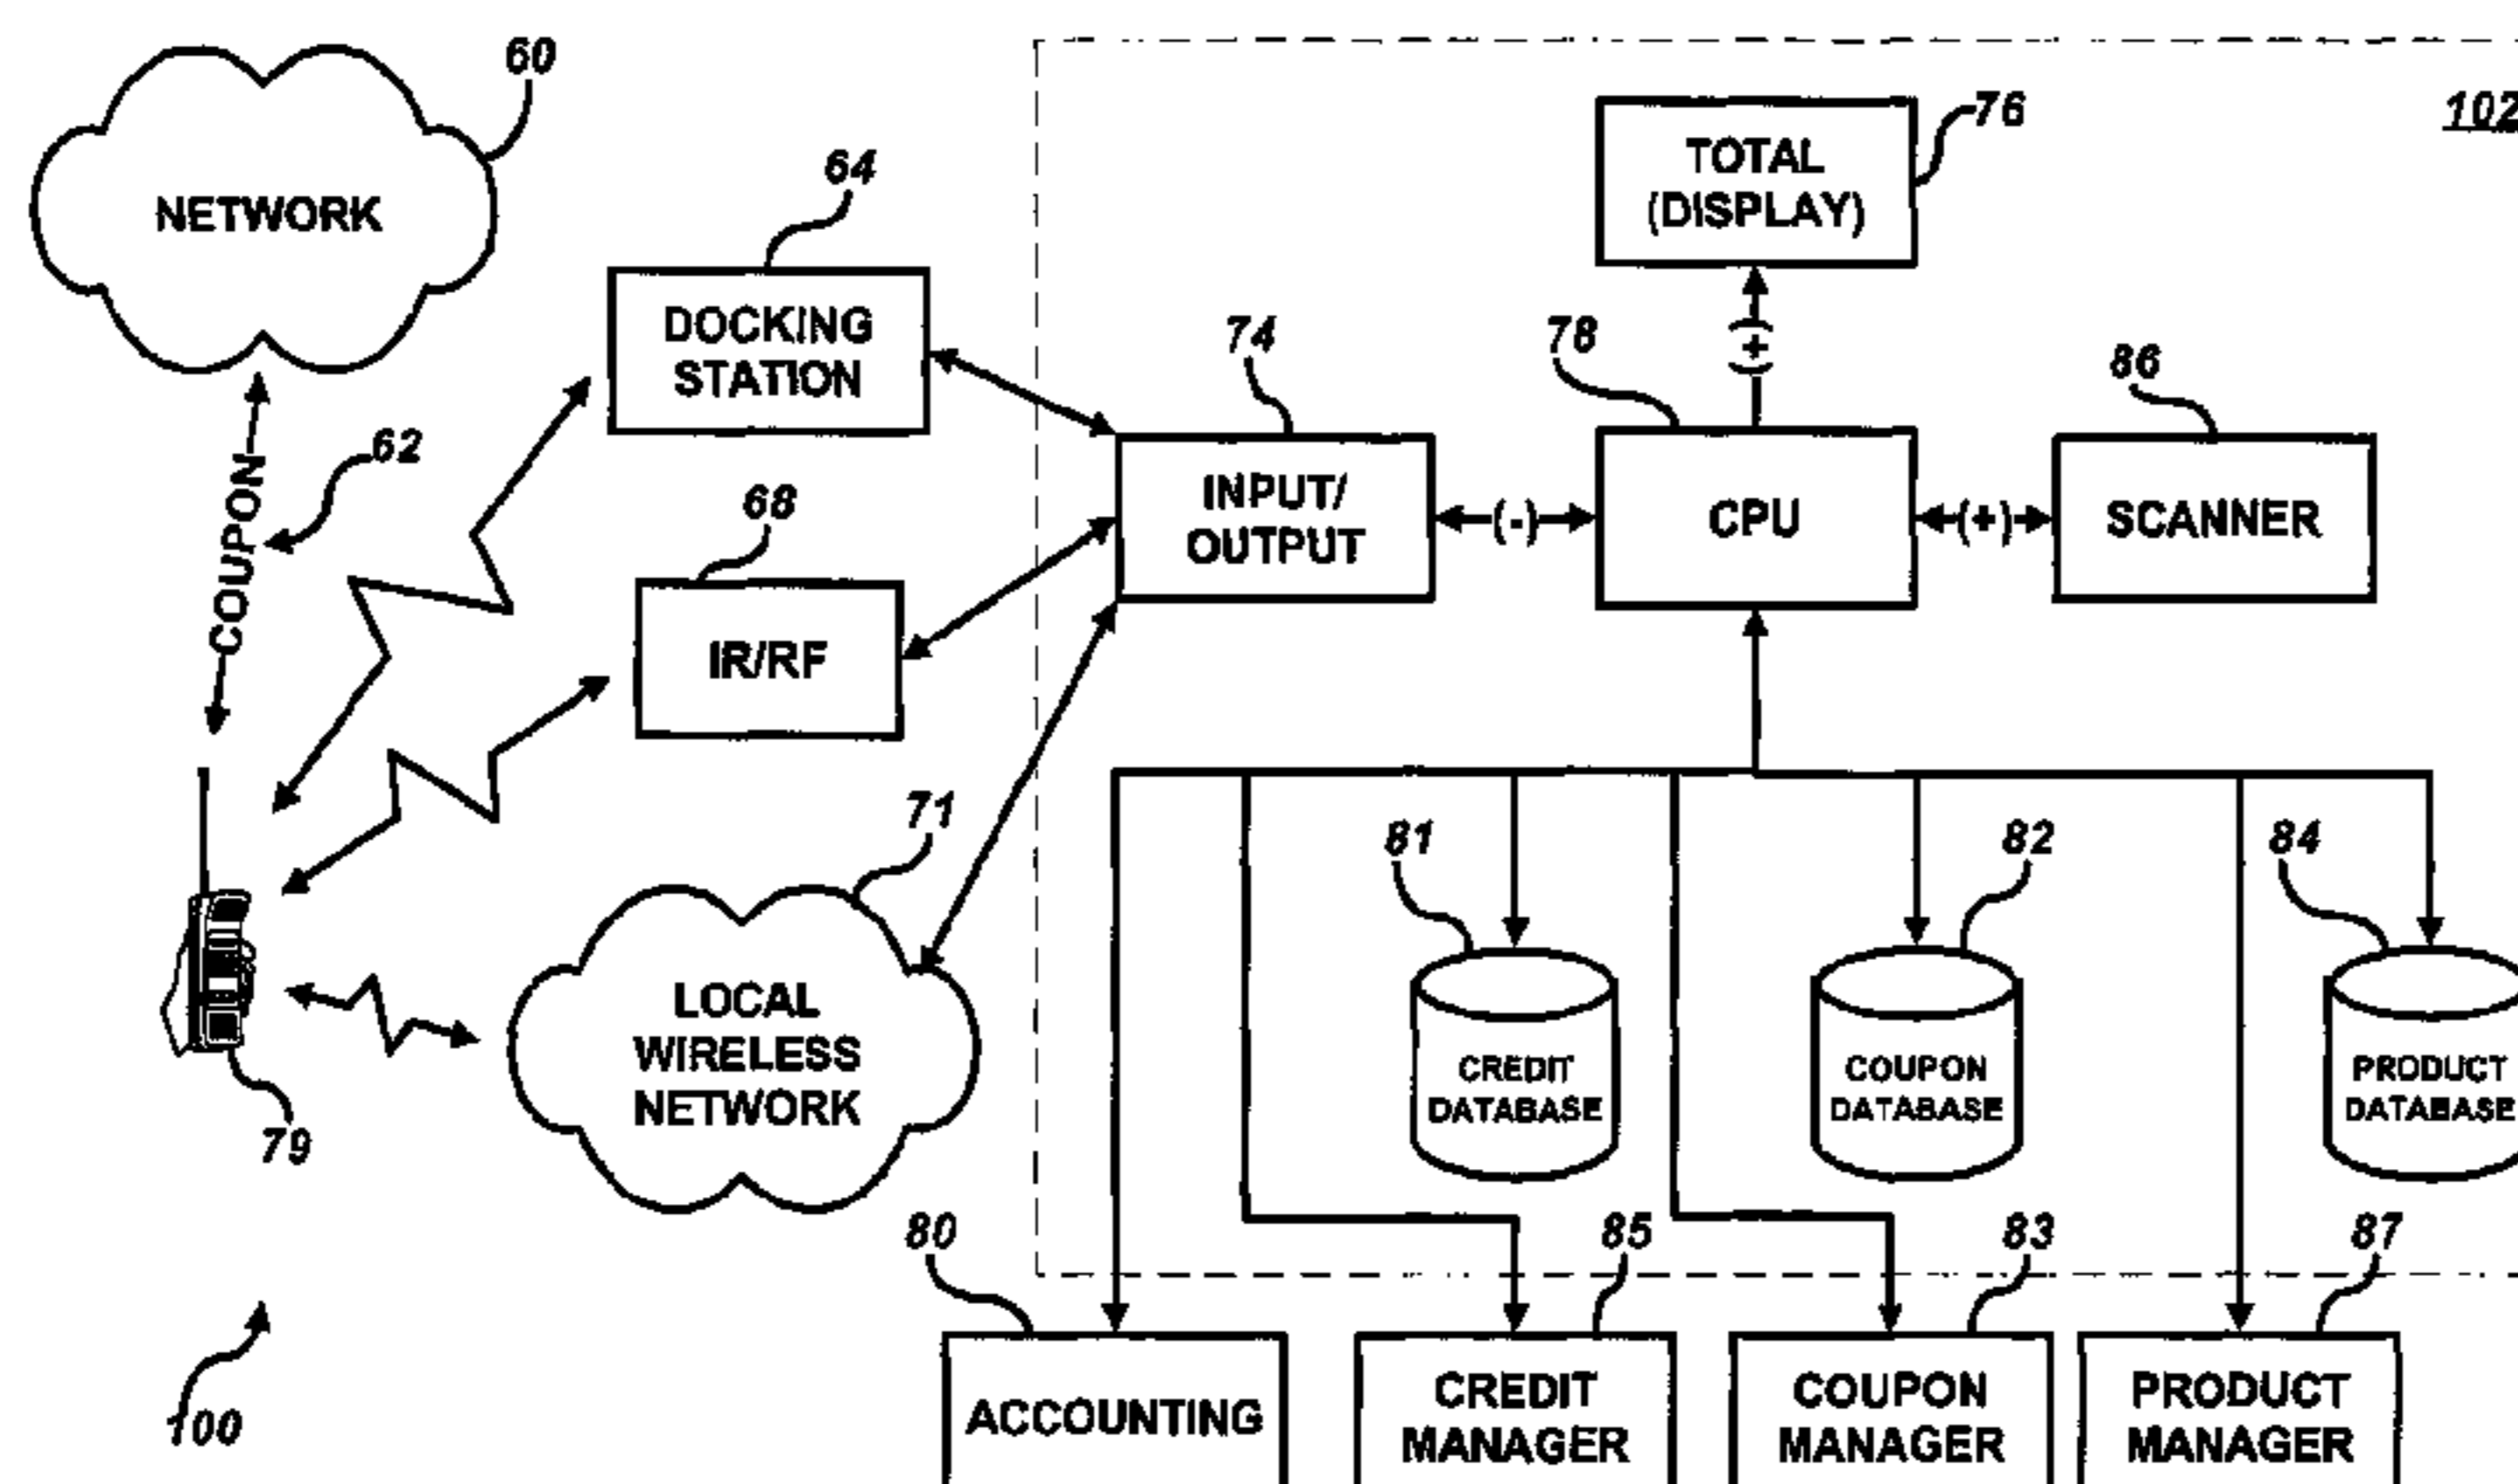 60
NETWORK
COUPON
62
64
DOCKING
STATION
68
IR/RF
71
LOCAL
WIRELESS
NETWORK
79
100
102
76
TOTAL
(DISPLAY)
(+)
74
INPUT/
OUTPUT
(-)
78
CPU
(+)
86
SCANNER
81
CREDIT
DATABASE
82
COUPON
DATABASE
84
PRODUCT
DATABASE
80
ACCOUNTING
85
CREDIT
MANAGER
83
COUPON
MANAGER
87
PRODUCT
MANAGER